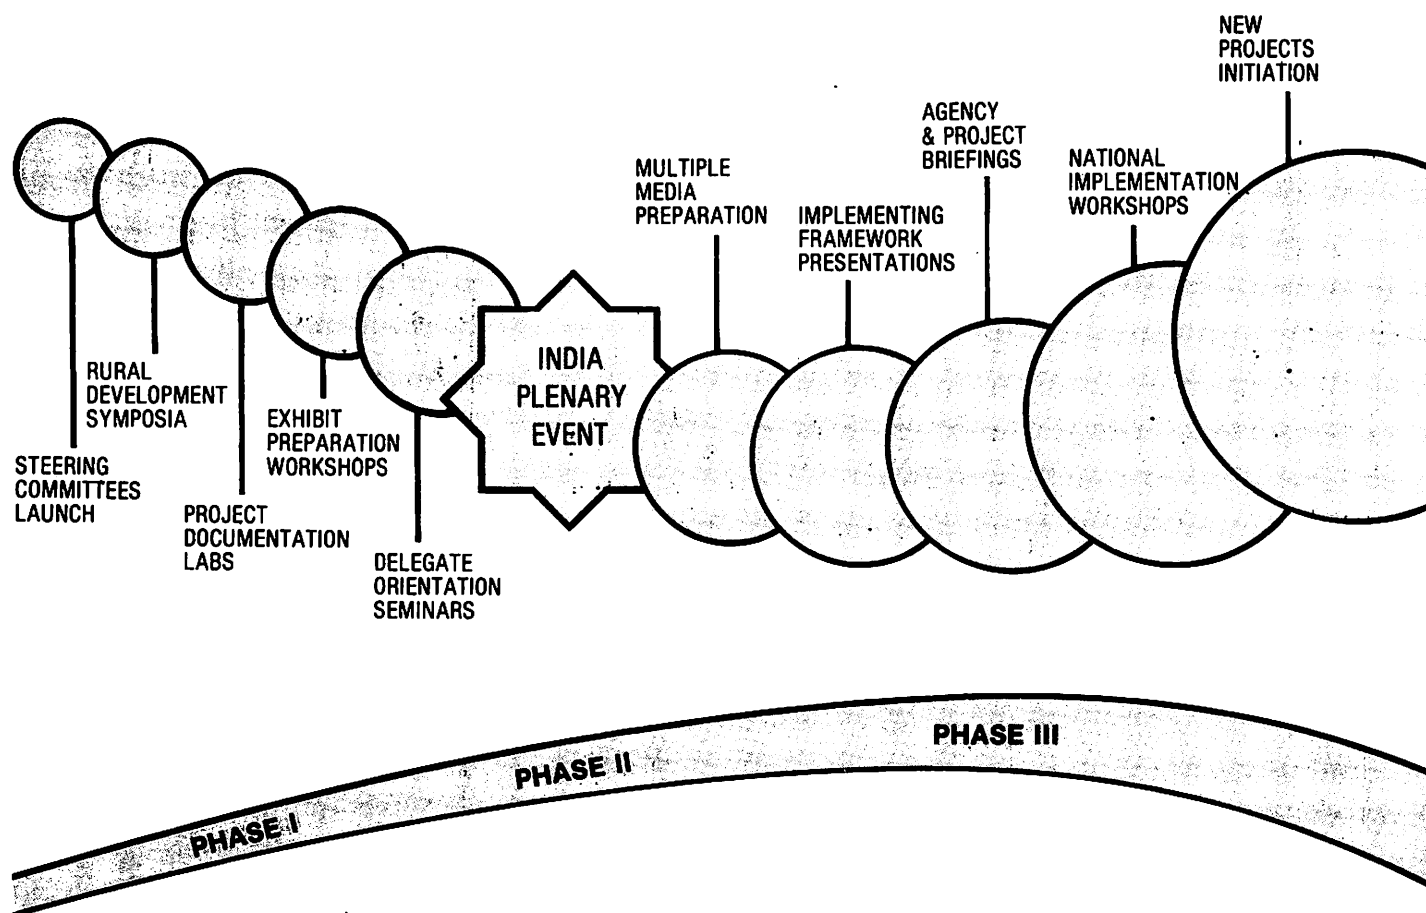 STEERING
COMMITTEES
LAUNCH
RURAL
DEVELOPMENT
SYMPOSIA
PROJECT
DOCUMENTATION
LABS
EXHIBIT
PREPARATION
WORKSHOPS
DELEGATE
ORIENTATION
SEMINARS
INDIA
PLENARY
EVENT
MULTIPLE
MEDIA
PREPARATION
IMPLEMENTING
FRAMEWORK
PRESENTATIONS
AGENCY
& PROJECT
BRIEFINGS
NATIONAL
IMPLEMENTATION
WORKSHOPS
NEW
PROJECTS
INITIATION
PHASE I
PHASE II
PHASE III